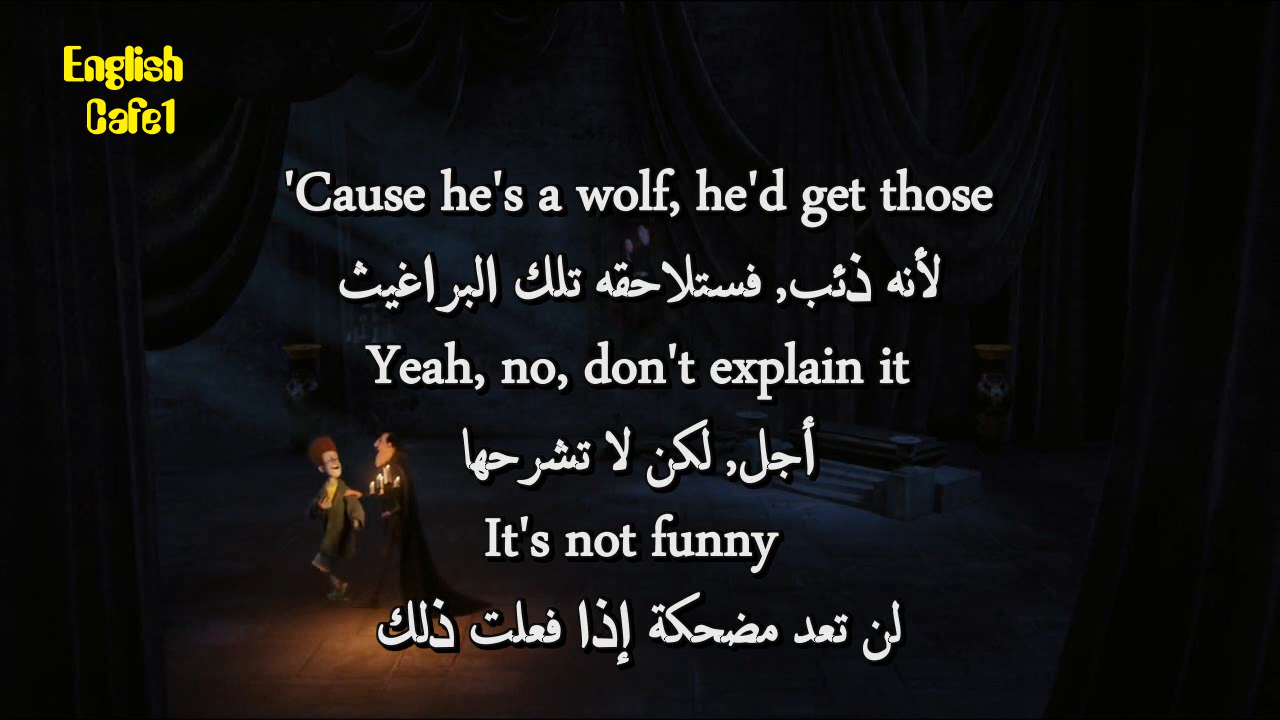 English
Cafe1
'Cause he's a wolf, he'd get those
لأنه ذئب, فستلاحقه تلك البراغيث
Yeah, no, don't explain it
أجل, لكن لا تشرحها
It's not funny
لن تعد مضحكة إذا فعلت ذلك